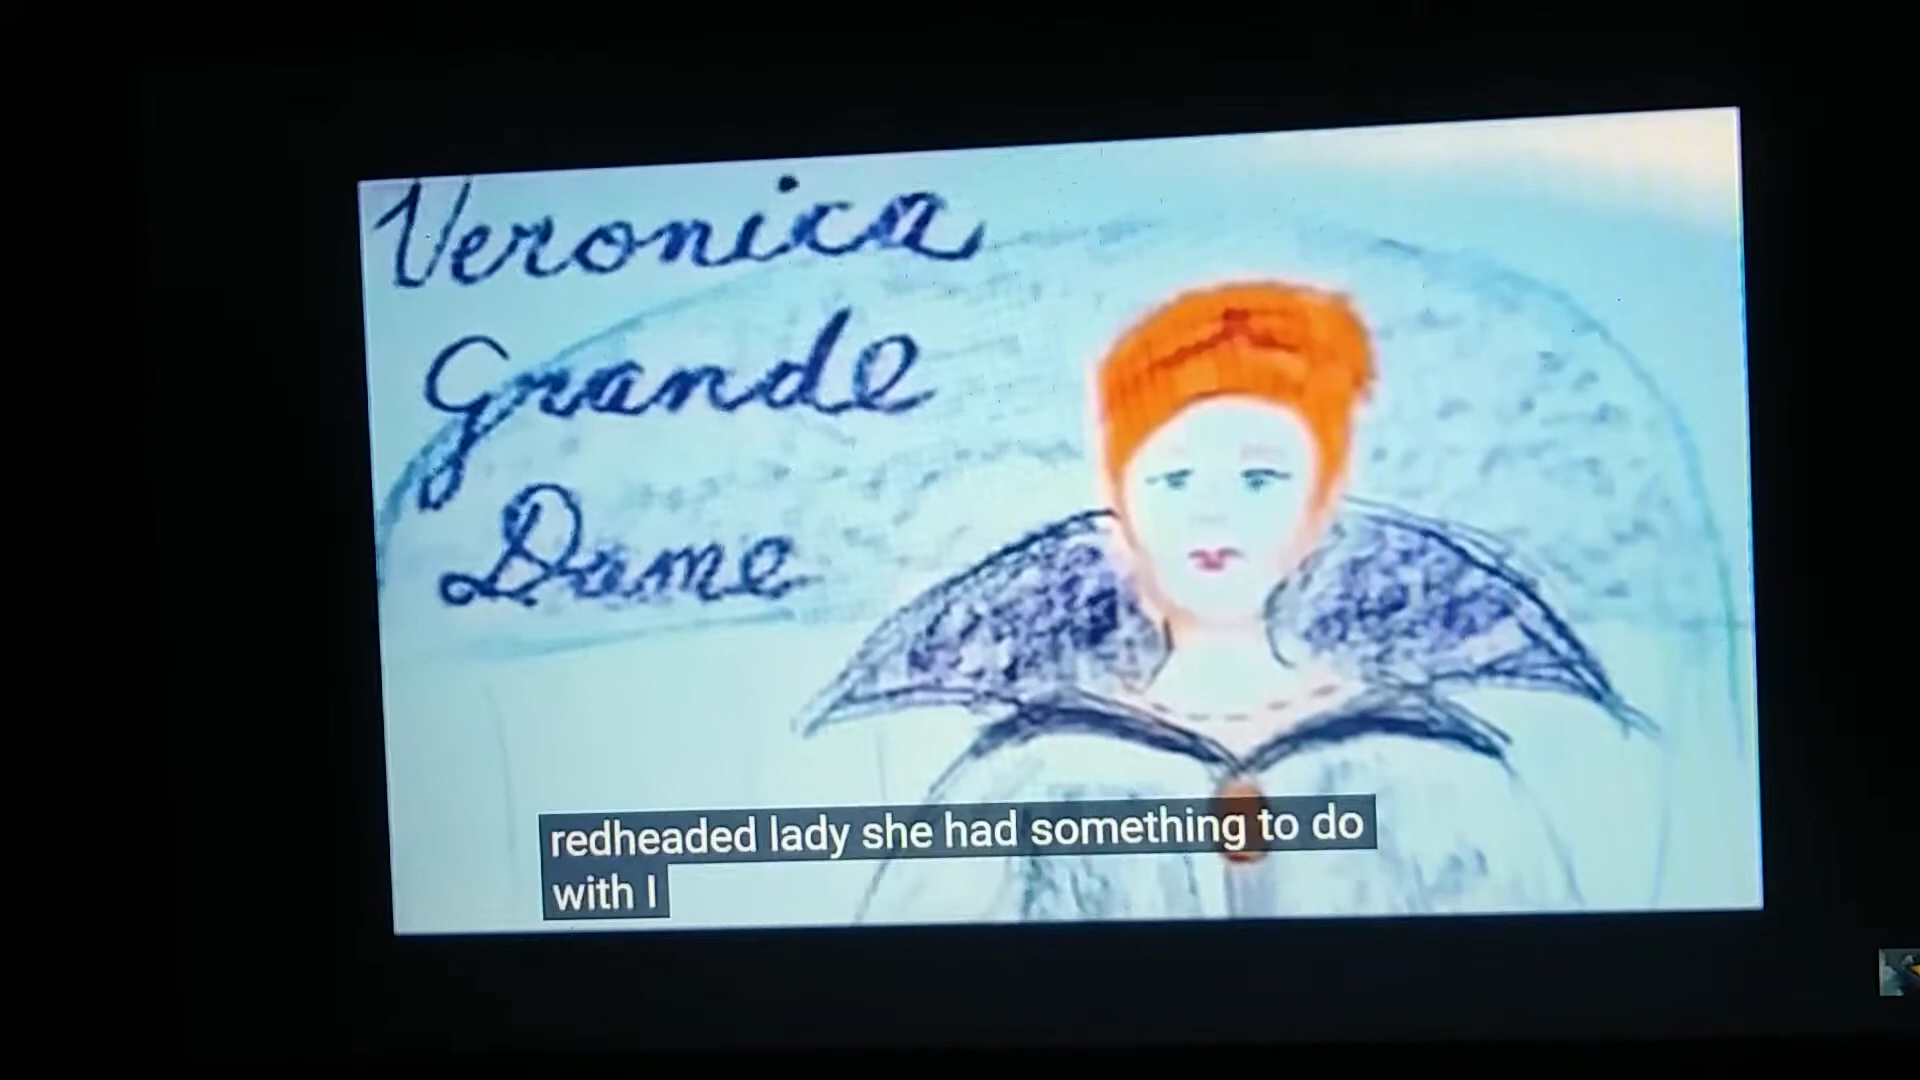 Veronica
Grande
Dame
redheaded lady she had something to do
with I